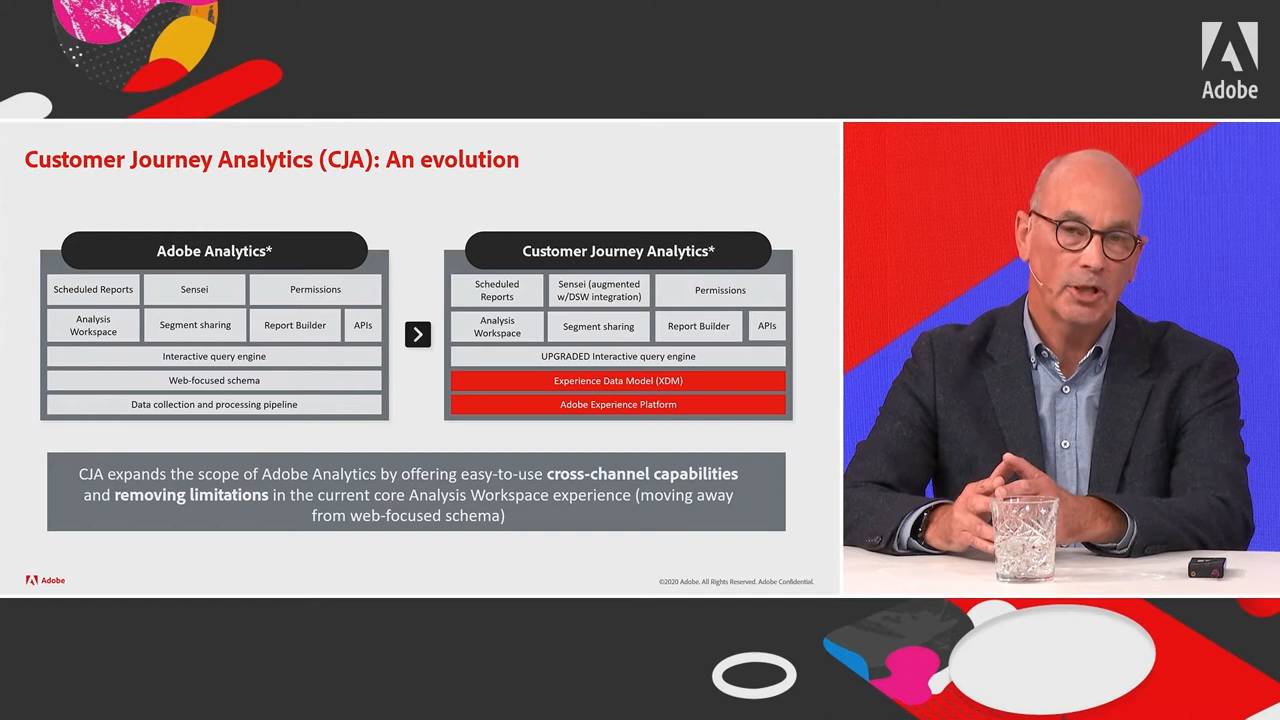 Adobe
Customer Journey Analytics (CJA): An evolution
Adobe Analytics*
Scheduled Reports
Sensei
Permissions
Analysis
Workspace
Segment sharing
Report Builder
APIs
Interactive query engine
Web-focused schema
Data collection and processing pipeline
Customer Journey Analytics*
Scheduled
Reports
Sensei (augmented
w/DSW integration)
Permissions
Analysis
Workspace
Segment sharing
Report Builder
APIs
UPGRADED Interactive query engine
Experience Data Model (XDM)
Adobe Experience Platform
CJA expands the scope of Adobe Analytics by offering easy-to-use cross-channel capabilities
and removing limitations in the current core Analysis Workspace experience (moving away
from web-focused schema)
Adobe
©2020 Adobe. All Rights Reserved. Adobe Confidential.